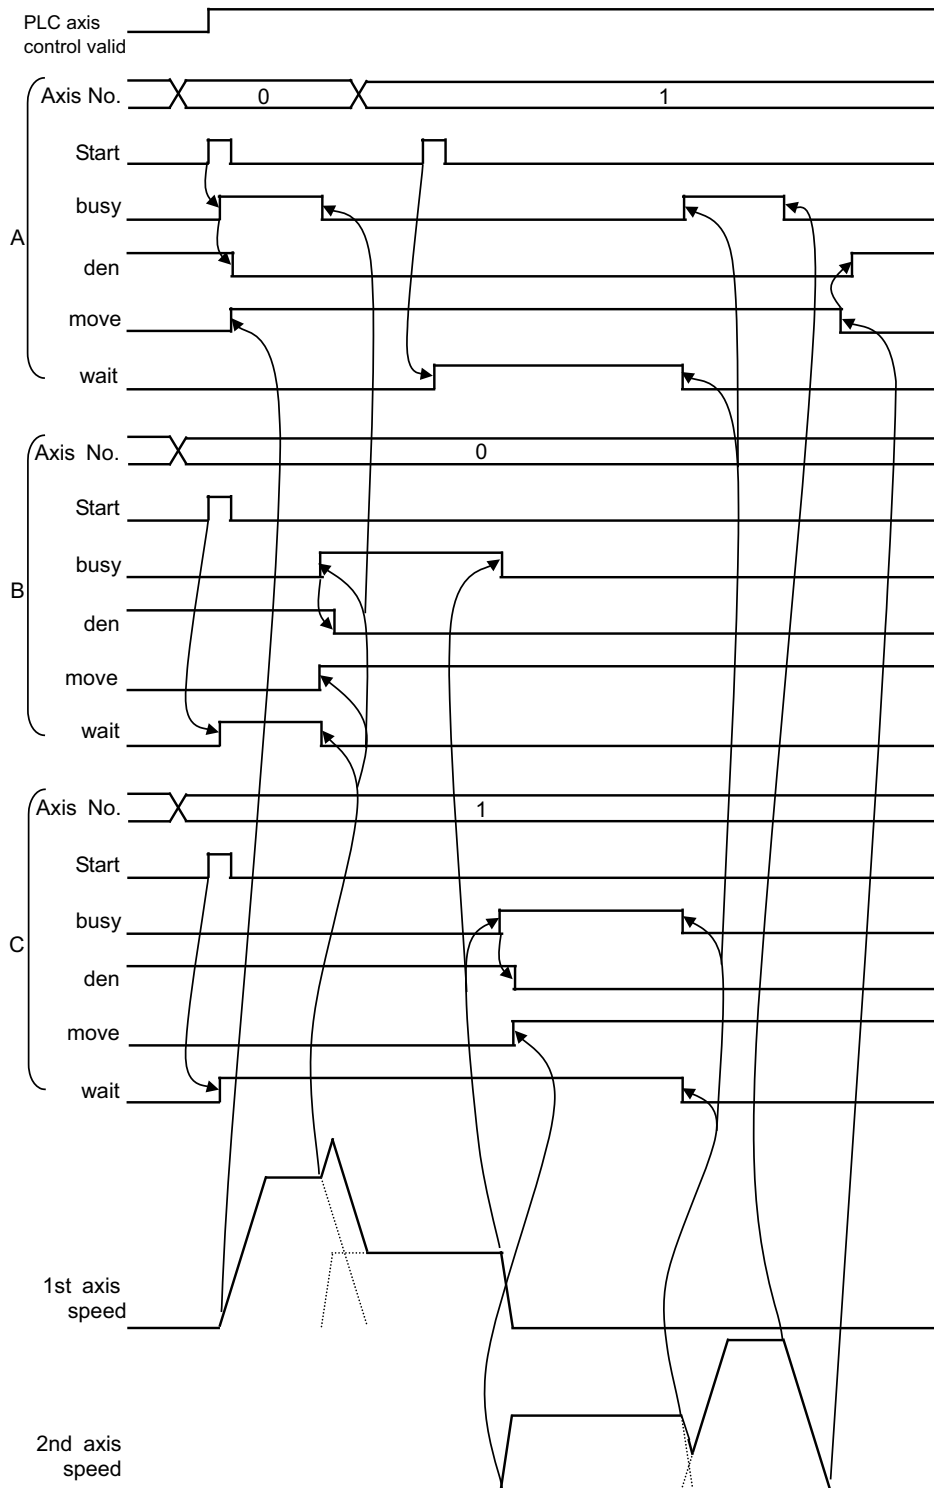 PLC axis
control valid
A
Axis No.
0
1
Start
busy
den
move
wait
B
Axis No.
0
Start
busy
den
move
wait
C
Axis No.
1
Start
busy
den
move
wait
1st axis
speed
2nd axis
speed